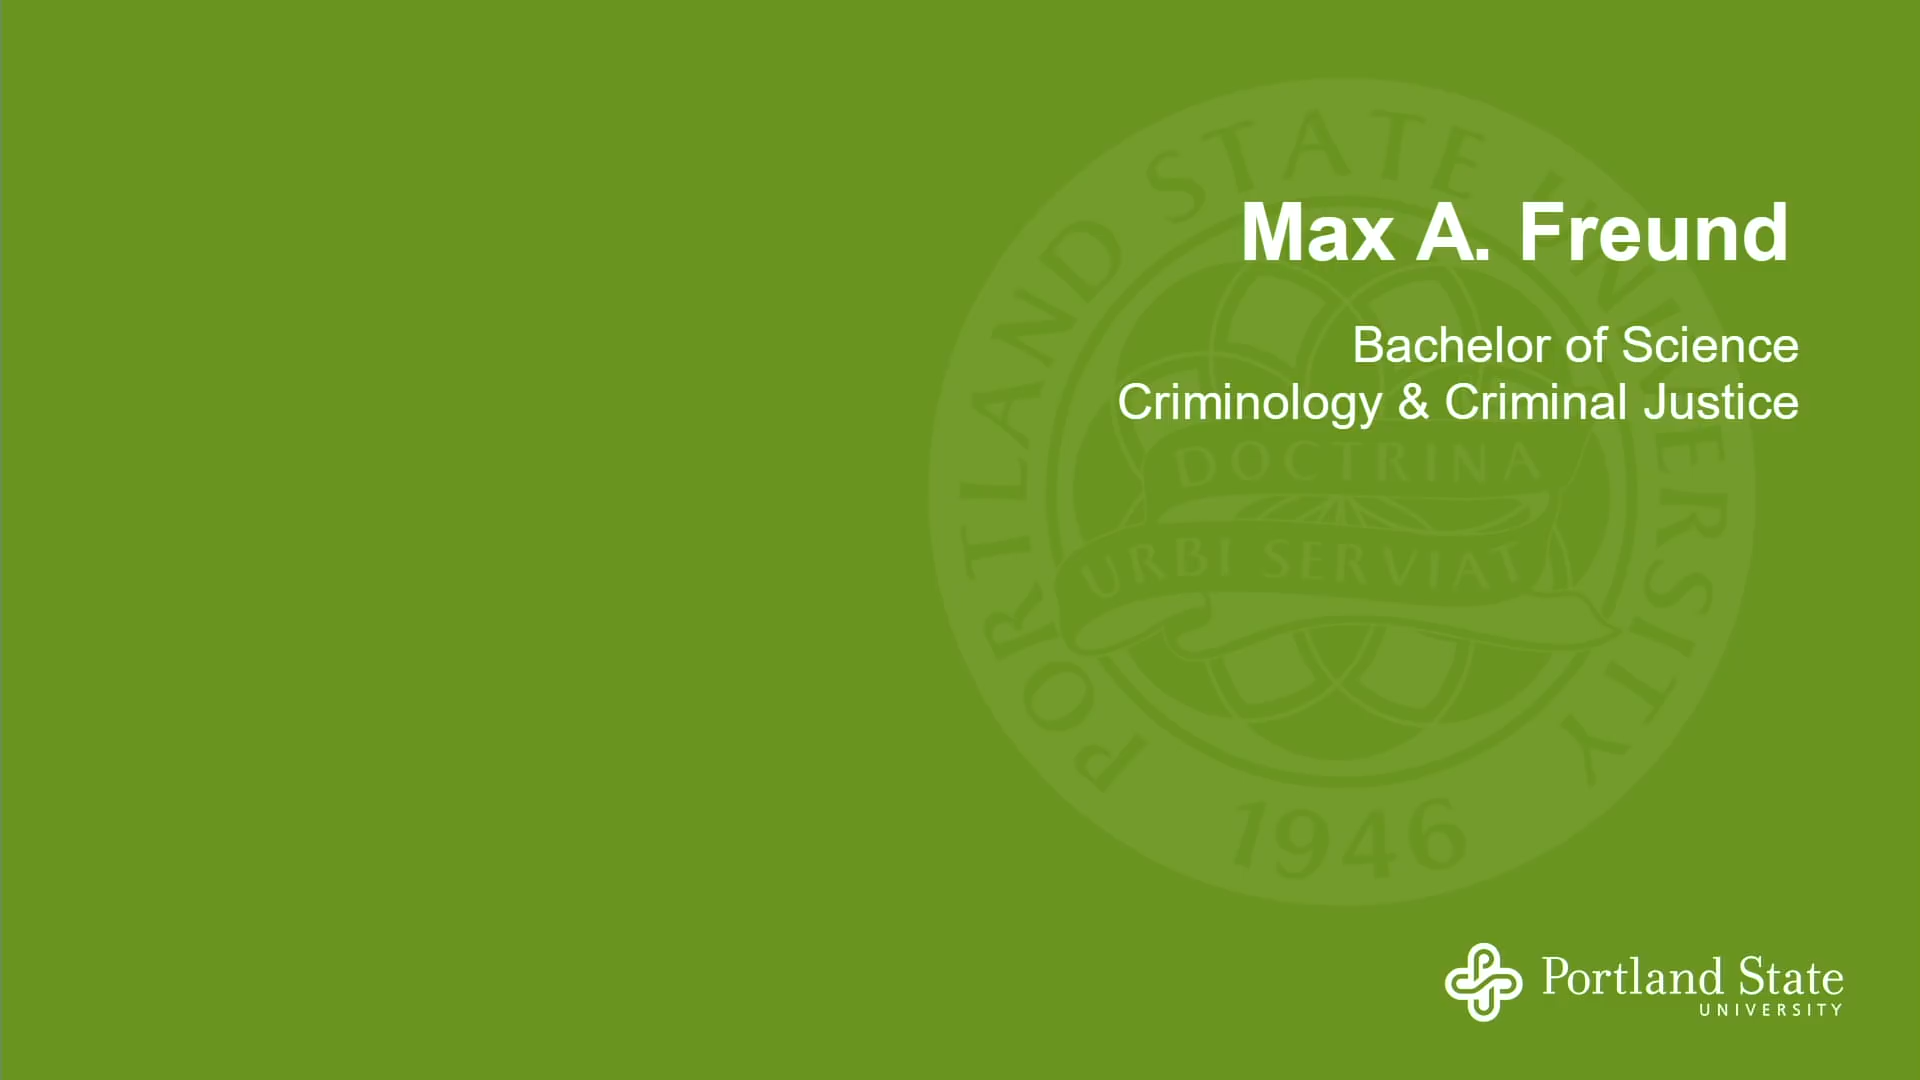 Max A. Freund
Bachelor of Science
Criminology & Criminal Justice
PORTLAND STATE UNIVERSITY
DOCTRINA
URBI SERVIAT
1946
Portland State
UNIVERSITY